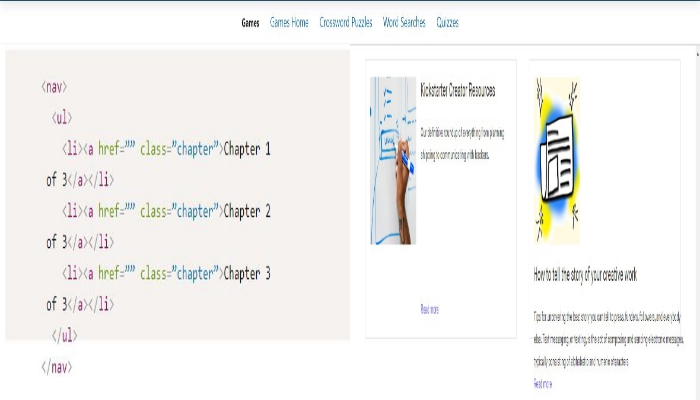 Games Games Home Crossword Puzzles Word Searches Quizzes
<nav>
<ul>
<li><a href="" class="chapter">Chapter 1
of 3</a></li>
<li><a href="" class="chapter">Chapter 2
of 3</a></li>
<li><a href="" class="chapter">Chapter 3
of 3</a></li>
</ul>
</nav>
Kickstarter Creator Resources
Our definitive roundup of everything from planning
shipping to communicating with backers.
Read more
How to tell the story of your creative work
Tips for uncovering the best story you can tell to press, funders, followers, and everybody
else. Text messaging, or texting, is the act of composing and sending electronic messages,
typically consisting of alphabetic and numeric characters
Read more